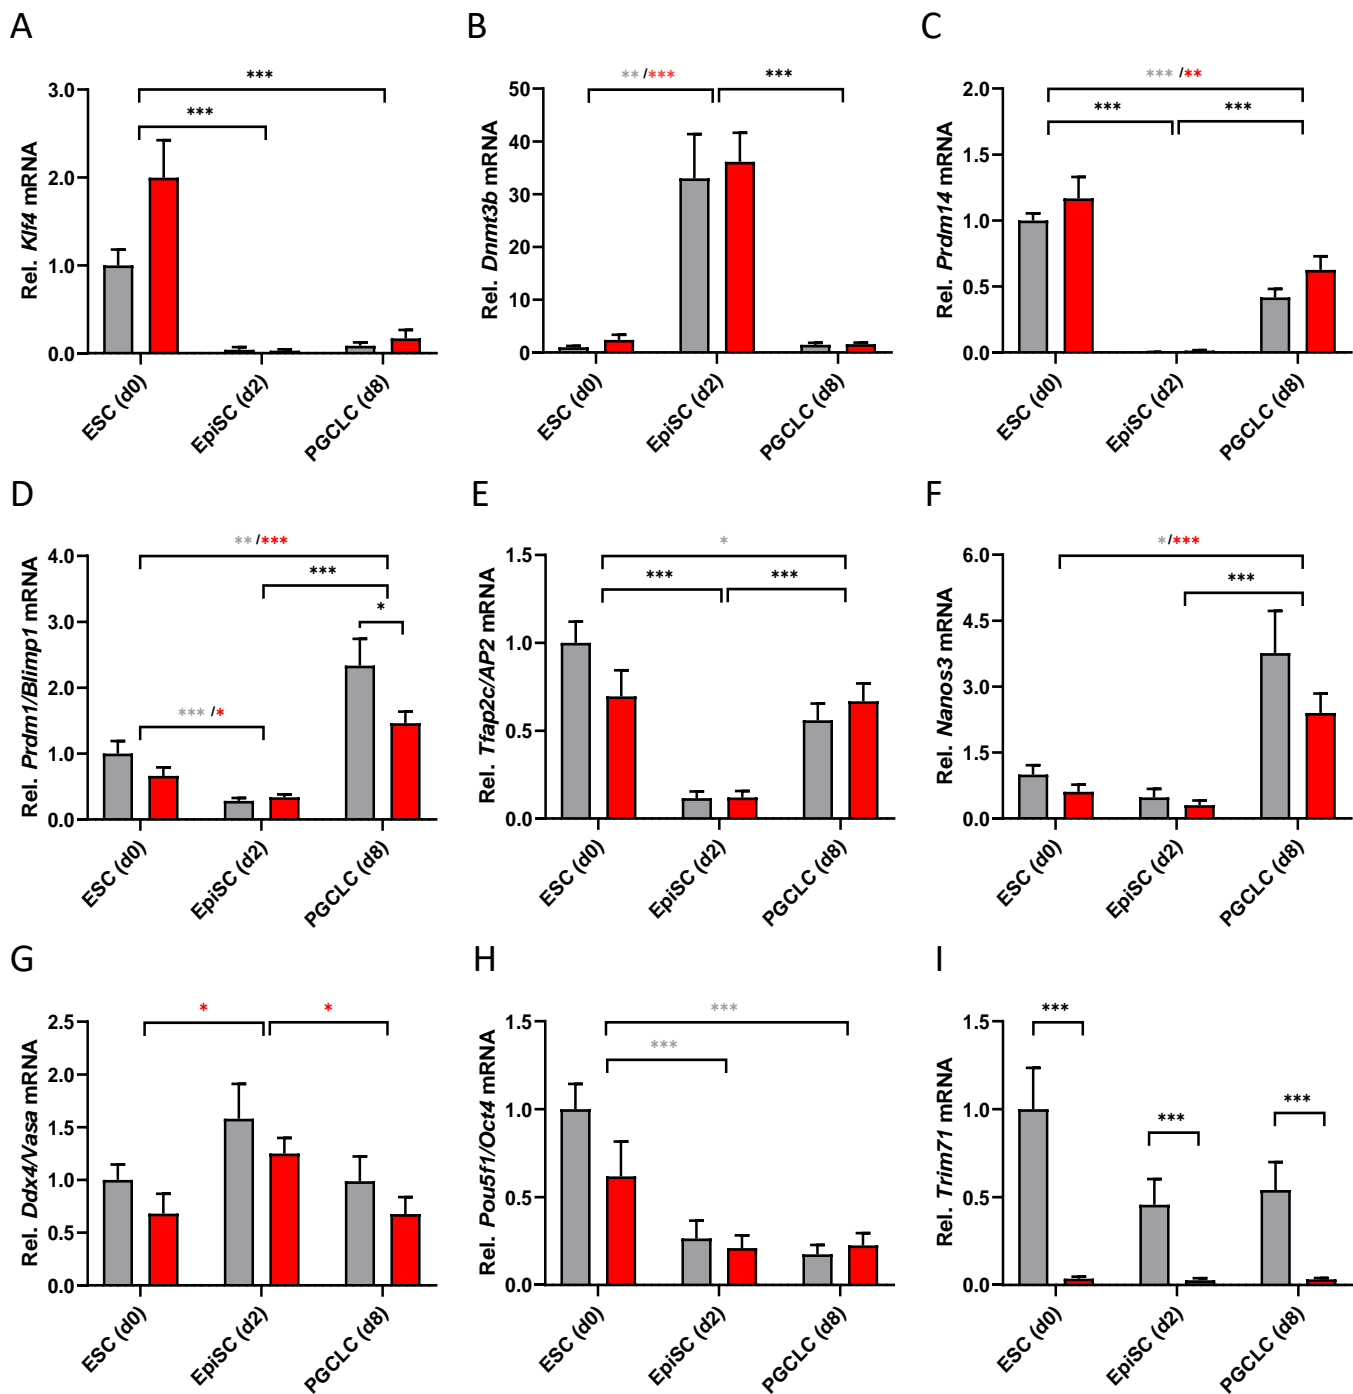 A
Rel. Klf4 mRNA
3.0
2.0
1.0
0.0
***
***
ESC (d0)
EpiSC (d2)
PGCLC (d8)
B
Rel. Dnmt3b mRNA
50
40
30
20
10
0
** /***
***
ESC (d0)
EpiSC (d2)
PGCLC (d8)
C
Rel. Prdm14 mRNA
2.0
1.5
1.0
0.5
0.0
*** /**
***
***
ESC (d0)
EpiSC (d2)
PGCLC (d8)
D
Rel. Prdm1/Blimp1 mRNA
4.0
3.0
2.0
1.0
0.0
** /***
***
*
*** /*
ESC (d0)
EpiSC (d2)
PGCLC (d8)
E
Rel. Tfap2c/AP2 mRNA
1.5
1.0
0.5
0.0
*
***
***
ESC (d0)
EpiSC (d2)
PGCLC (d8)
F
Rel. Nanos3 mRNA
6.0
4.5
3.0
1.5
0.0
*/***
***
ESC (d0)
EpiSC (d2)
PGCLC (d8)
G
Rel. Ddx4/Vasa mRNA
2.5
2.0
1.5
1.0
0.5
0.0
*
*
ESC (d0)
EpiSC (d2)
PGCLC (d8)
H
Rel. Pou5f1/Oct4 mRNA
1.5
1.0
0.5
0.0
***
***
ESC (d0)
EpiSC (d2)
PGCLC (d8)
I
Rel. Trim71 mRNA
1.5
1.0
0.5
0.0
***
***
***
ESC (d0)
EpiSC (d2)
PGCLC (d8)